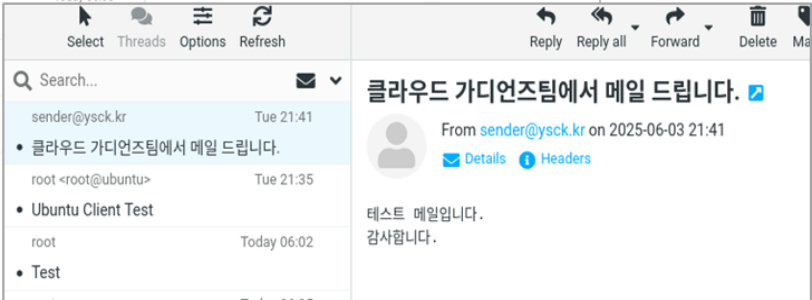 Select Threads Options Refresh
Reply Reply all Forward Delete
Search...
sender@ysck.kr Tue 21:41
• 클라우드 가디언즈팀에서 메일 드립니다.
root <root@ubuntu> Tue 21:35
• Ubuntu Client Test
root Today 06:02
• Test
클라우드 가디언즈팀에서 메일 드립니다.
From sender@ysck.kr on 2025-06-03 21:41
Details Headers
테스트 메일입니다.
감사합니다.